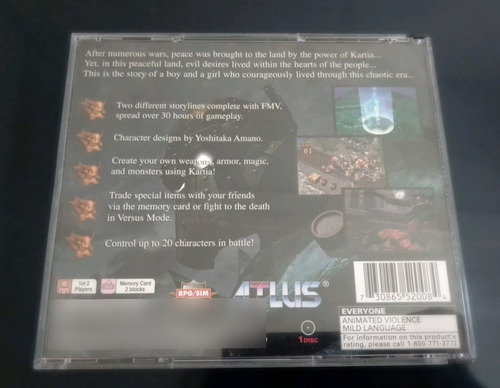 After numerous wars, peace was brought to the land by the power of Kartia...
Yet, in this peaceful land, evil desires lived within the hearts of the people...
This is the story of a boy and a girl who courageously lived through this chaotic era...
Two different storylines complete with FMV,
spread over 30 hours of gameplay.
Character designs by Yoshitaka Amano.
Create your own weapons, armor, magic,
and monsters using Kartia!
Trade special items with your friends
via the memory card or fight to the death
in Versus Mode.
Control up to 20 characters in battle!
1 or 2
Players
Memory Card
2 blocks
RPG/SIM
ATLUS
1 DISC
7 30865 52008 4
EVERYONE
ANIMATED VIOLENCE
MILD LANGUAGE
For information on this product's
rating, please call 1-800-771-3772